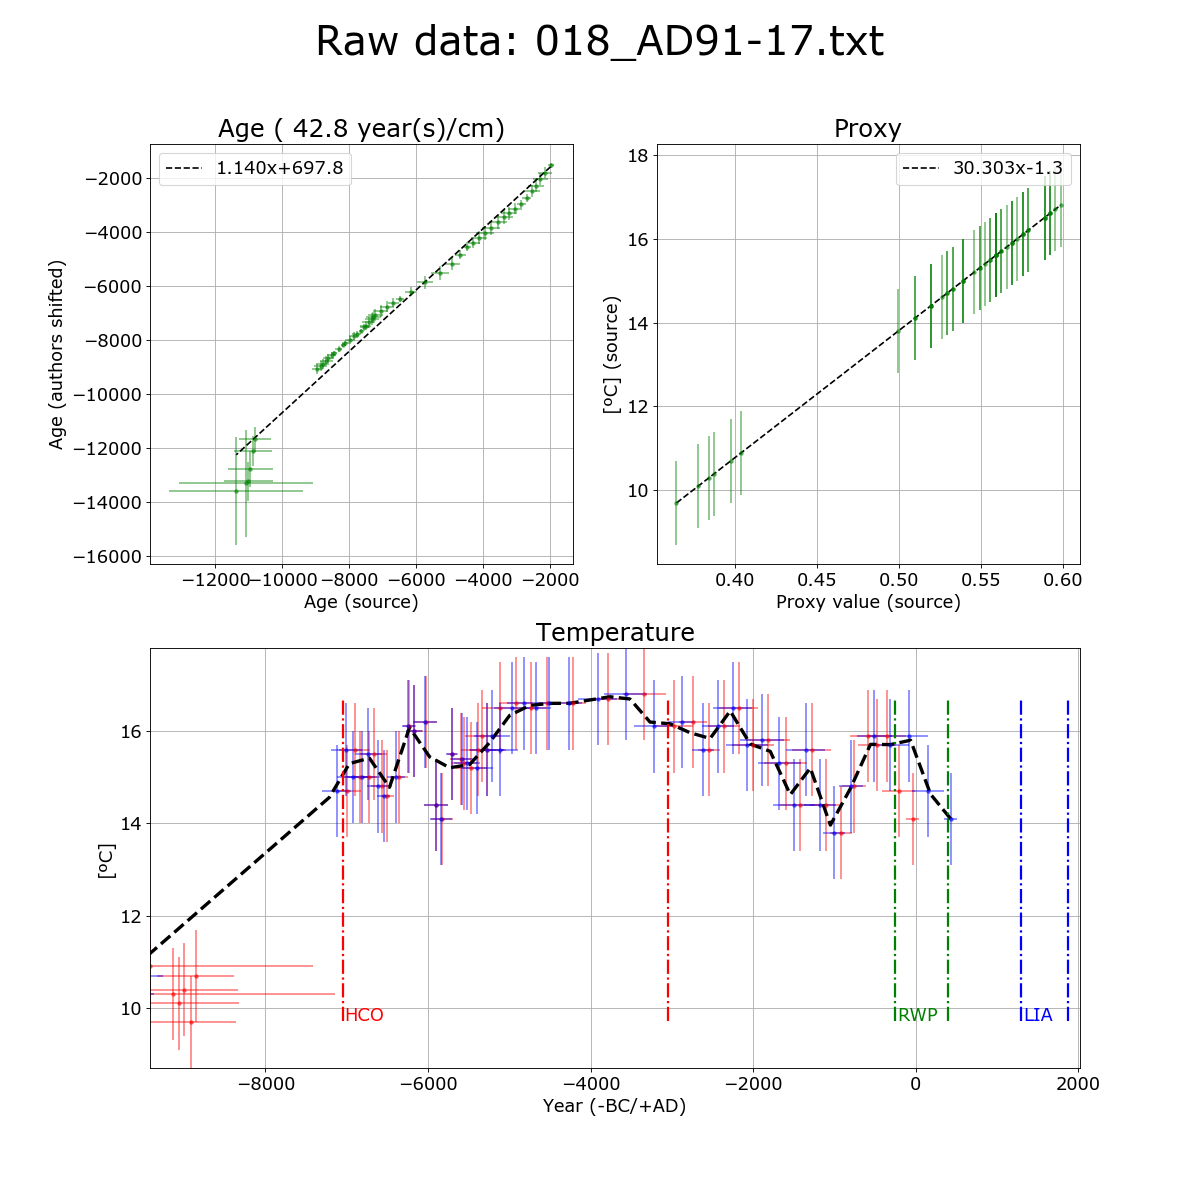 Raw data: 018_AD91-17.txt
Age ( 42.8 year(s)/cm)
Proxy
1.140x+697.8
30.303x-1.3
Age (authors shifted)
−2000
−4000
−6000
−8000
−10000
−12000
−14000
−16000
−12000 −10000 −8000 −6000 −4000 −2000
Age (source)
[ºC] (source)
18
16
14
12
10
0.40 0.45 0.50 0.55 0.60
Proxy value (source)
Temperature
[ºC]
16
14
12
10
HCO
RWP
LIA
−8000 −6000 −4000 −2000 0 2000
Year (-BC/+AD)